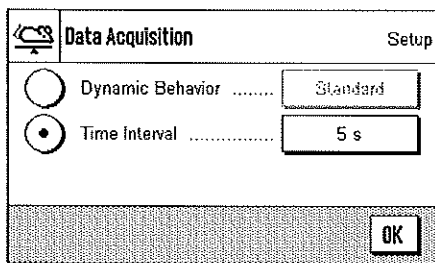 Data Acquisition Setup
Dynamic Behavior ........ Standard
Time Interval .............. 5 s
OK